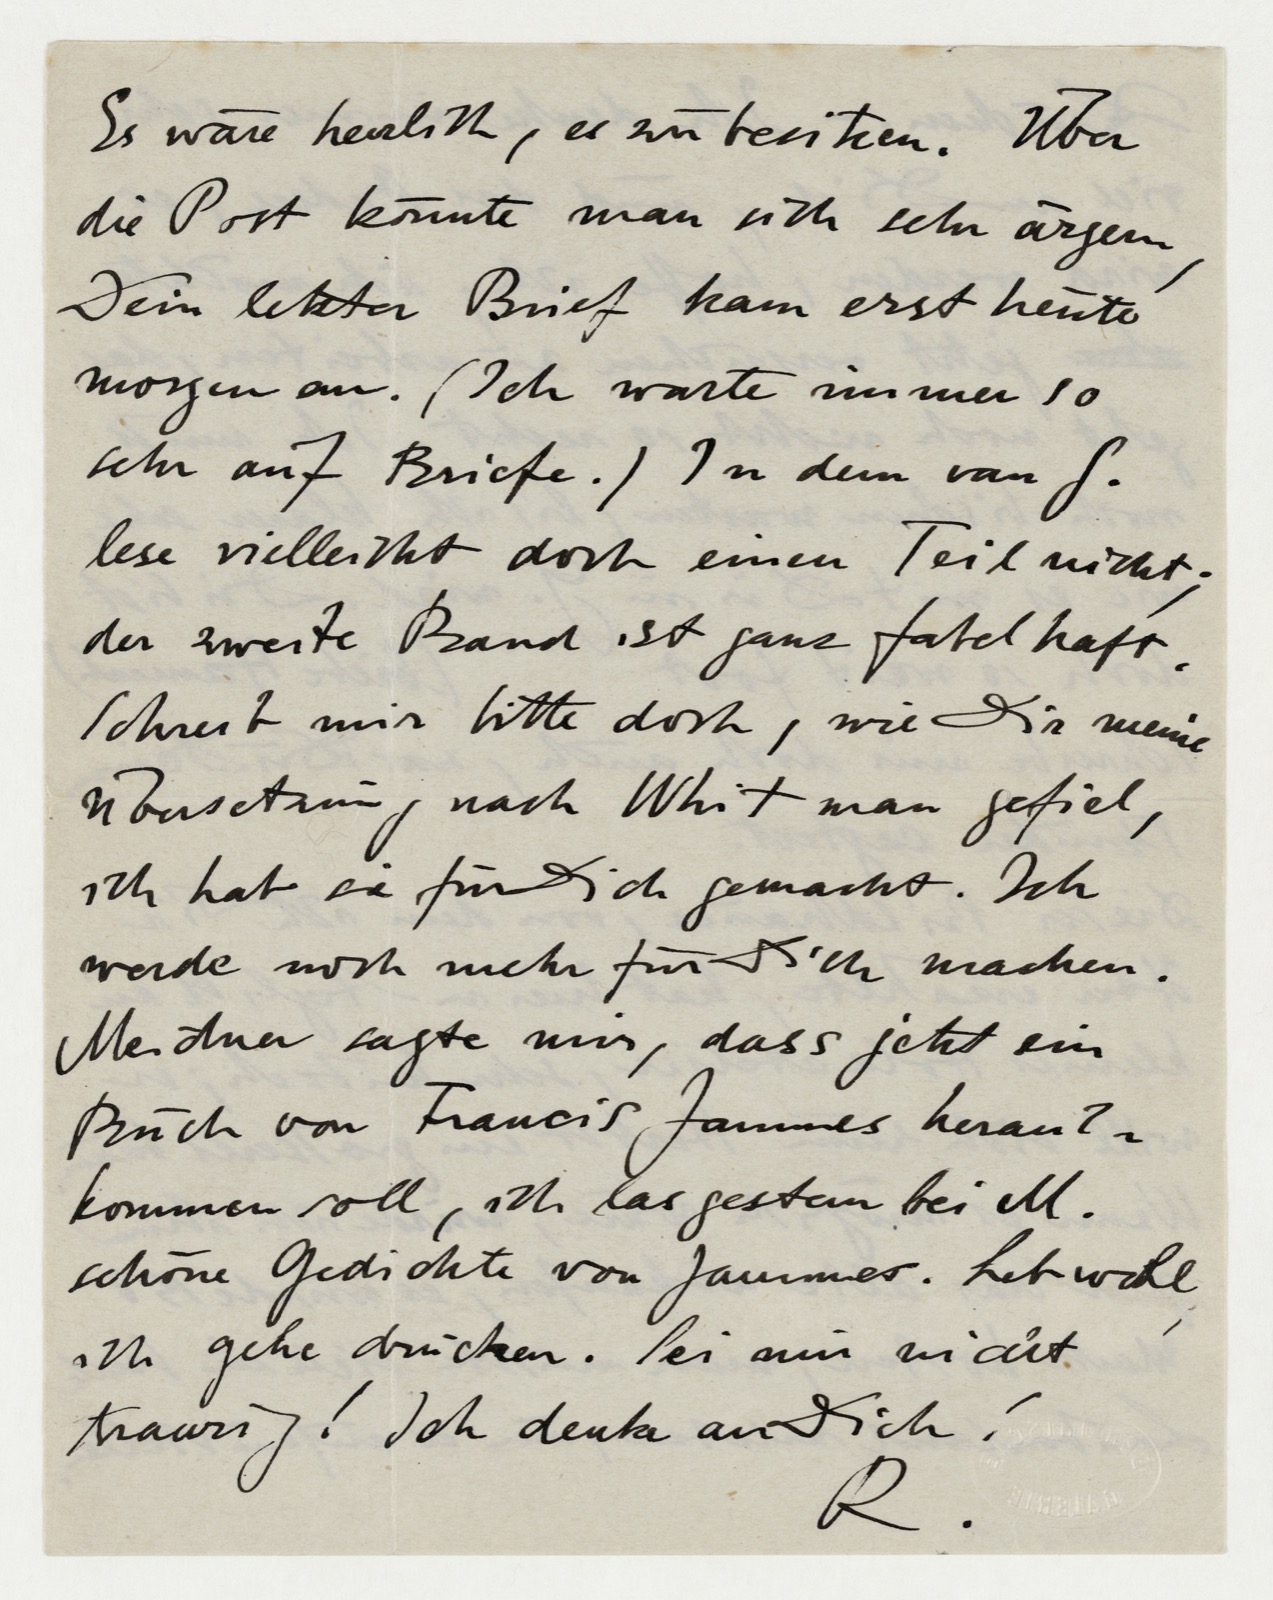 Es wäre herrlich, es zu besitzen. Über
die Post könnte man sich sehr ärgern,
Dein letzter Brief kam erst heute
morgen an. (Ich warte immer so
sehr auf Briefe.) In dem van G.
lese vielleicht doch einen Teil nicht;
der zweite Band ist ganz fabelhaft.
Schreib mir bitte doch, wie Dir meine
Übersetzung nach Whitman gefiel,
ich hab sie für Dich gemacht. Ich
werde noch mehr für Dich machen.
Meidner sagte mir, dass jetzt ein
Buch von Francis Jammes heraus-
kommen soll, ich las gestern bei M.
schöne Gedichte von Jammes. Leb wohl,
ich gehe drucken. Sei mir nicht
traurig! Ich denke an Dich!
R.